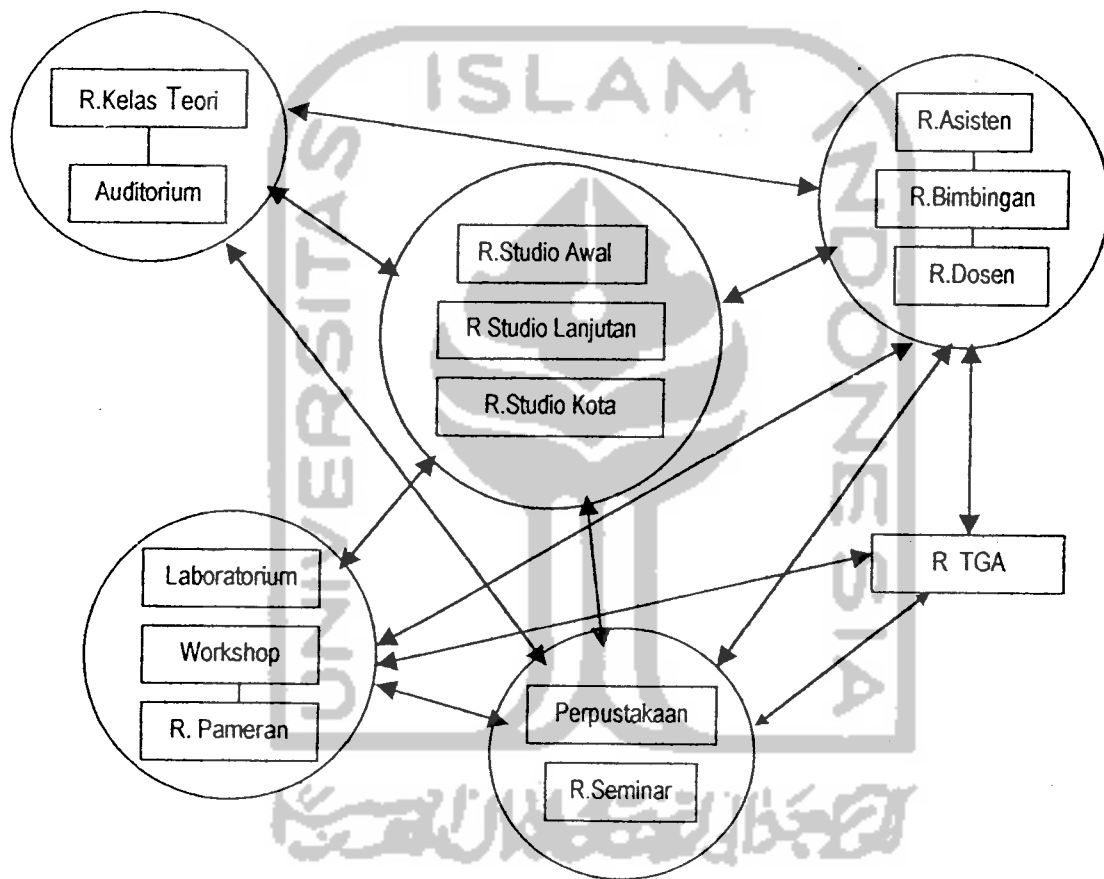 ISLAM
UNIVERSITAS
INDONESIA
R.Kelas Teori
Auditorium
R.Asisten
R.Bimbingan
R.Dosen
R.Studio Awal
R Studio Lanjutan
R.Studio Kota
Laboratorium
Workshop
R. Pameran
Perpustakaan
R.Seminar
R TGA